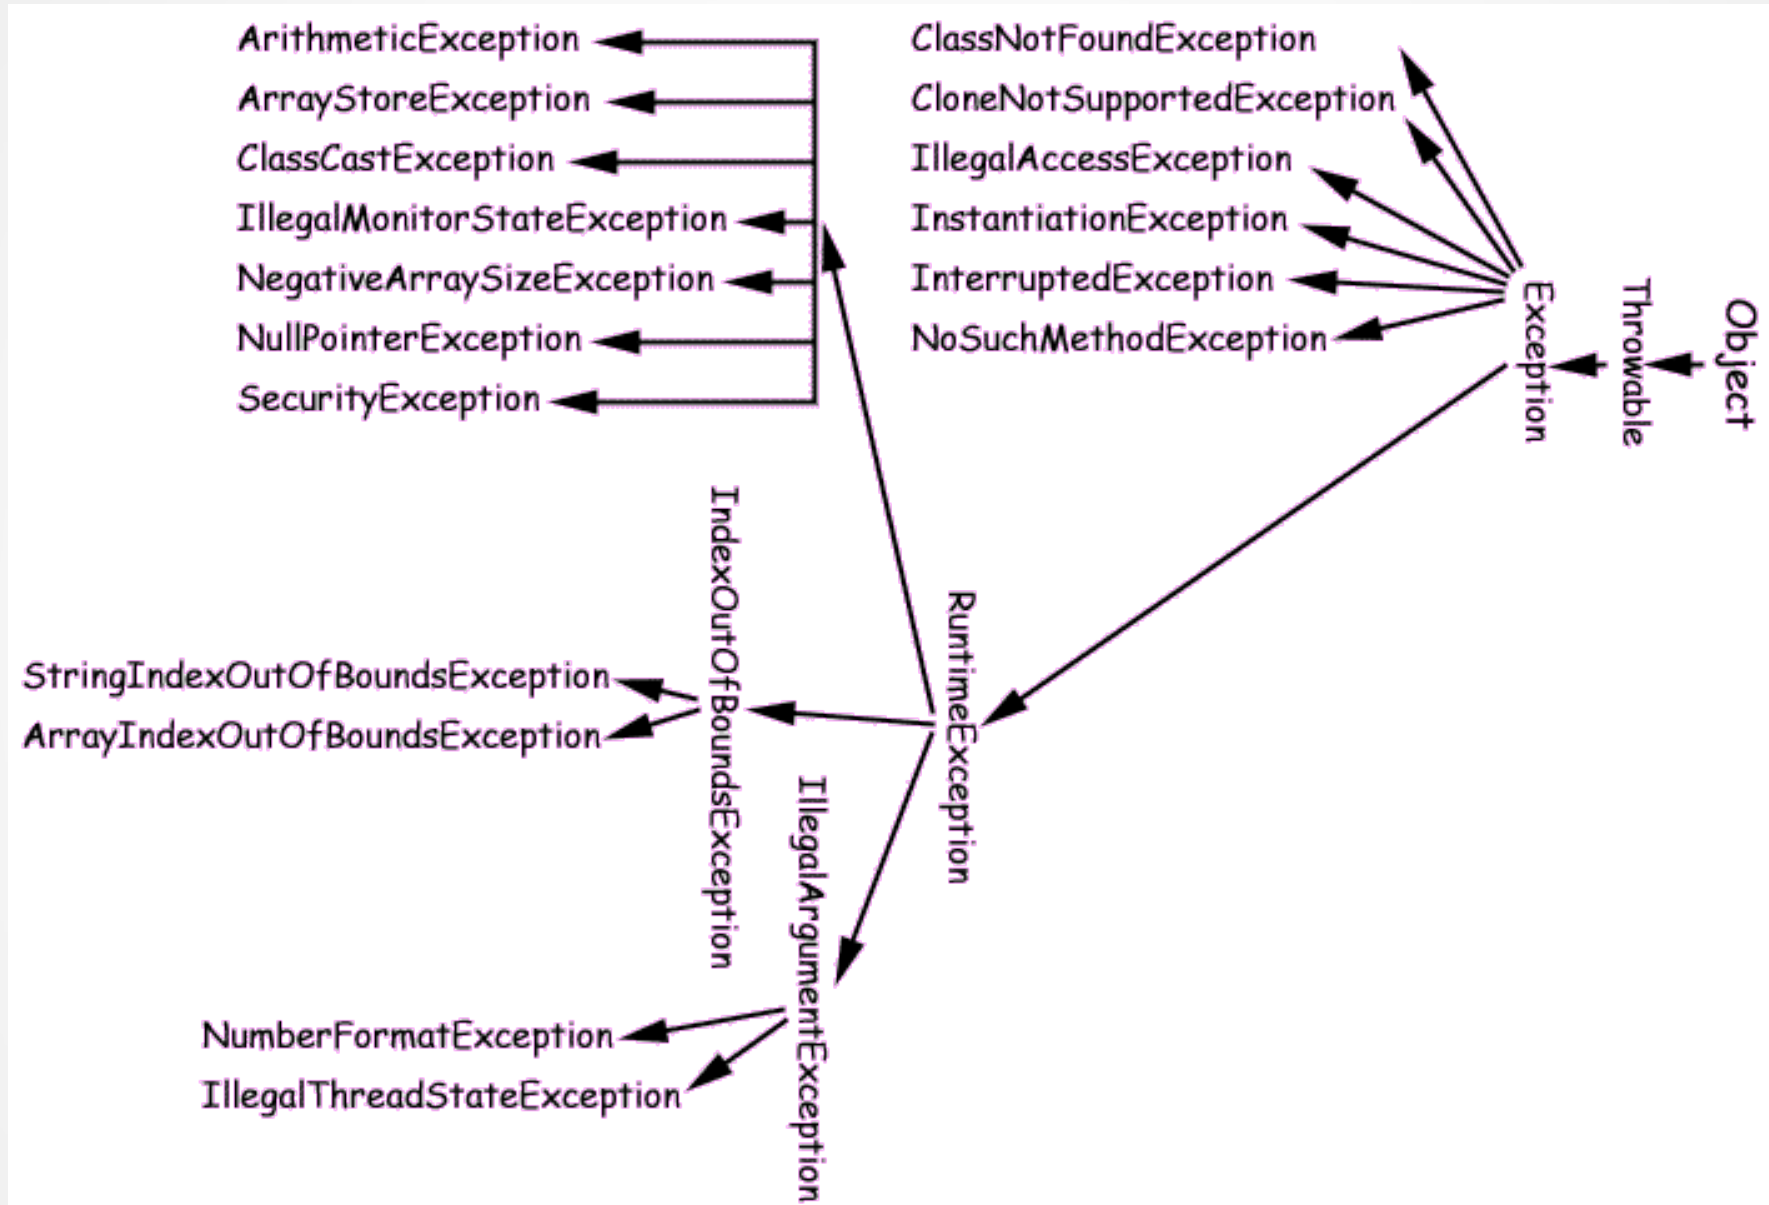 ArithmeticException
ArrayStoreException
ClassCastException
IllegalMonitorStateException
NegativeArraySizeException
NullPointerException
SecurityException
ClassNotFoundException
CloneNotSupportedException
IllegalAccessException
InstantiationException
InterruptedException
NoSuchMethodException
Exception
Throwable
Object
IndexOutOfBoundsException
RuntimeException
StringIndexOutOfBoundsException
ArrayIndexOutOfBoundsException
IllegalArgumentException
NumberFormatException
IllegalThreadStateException